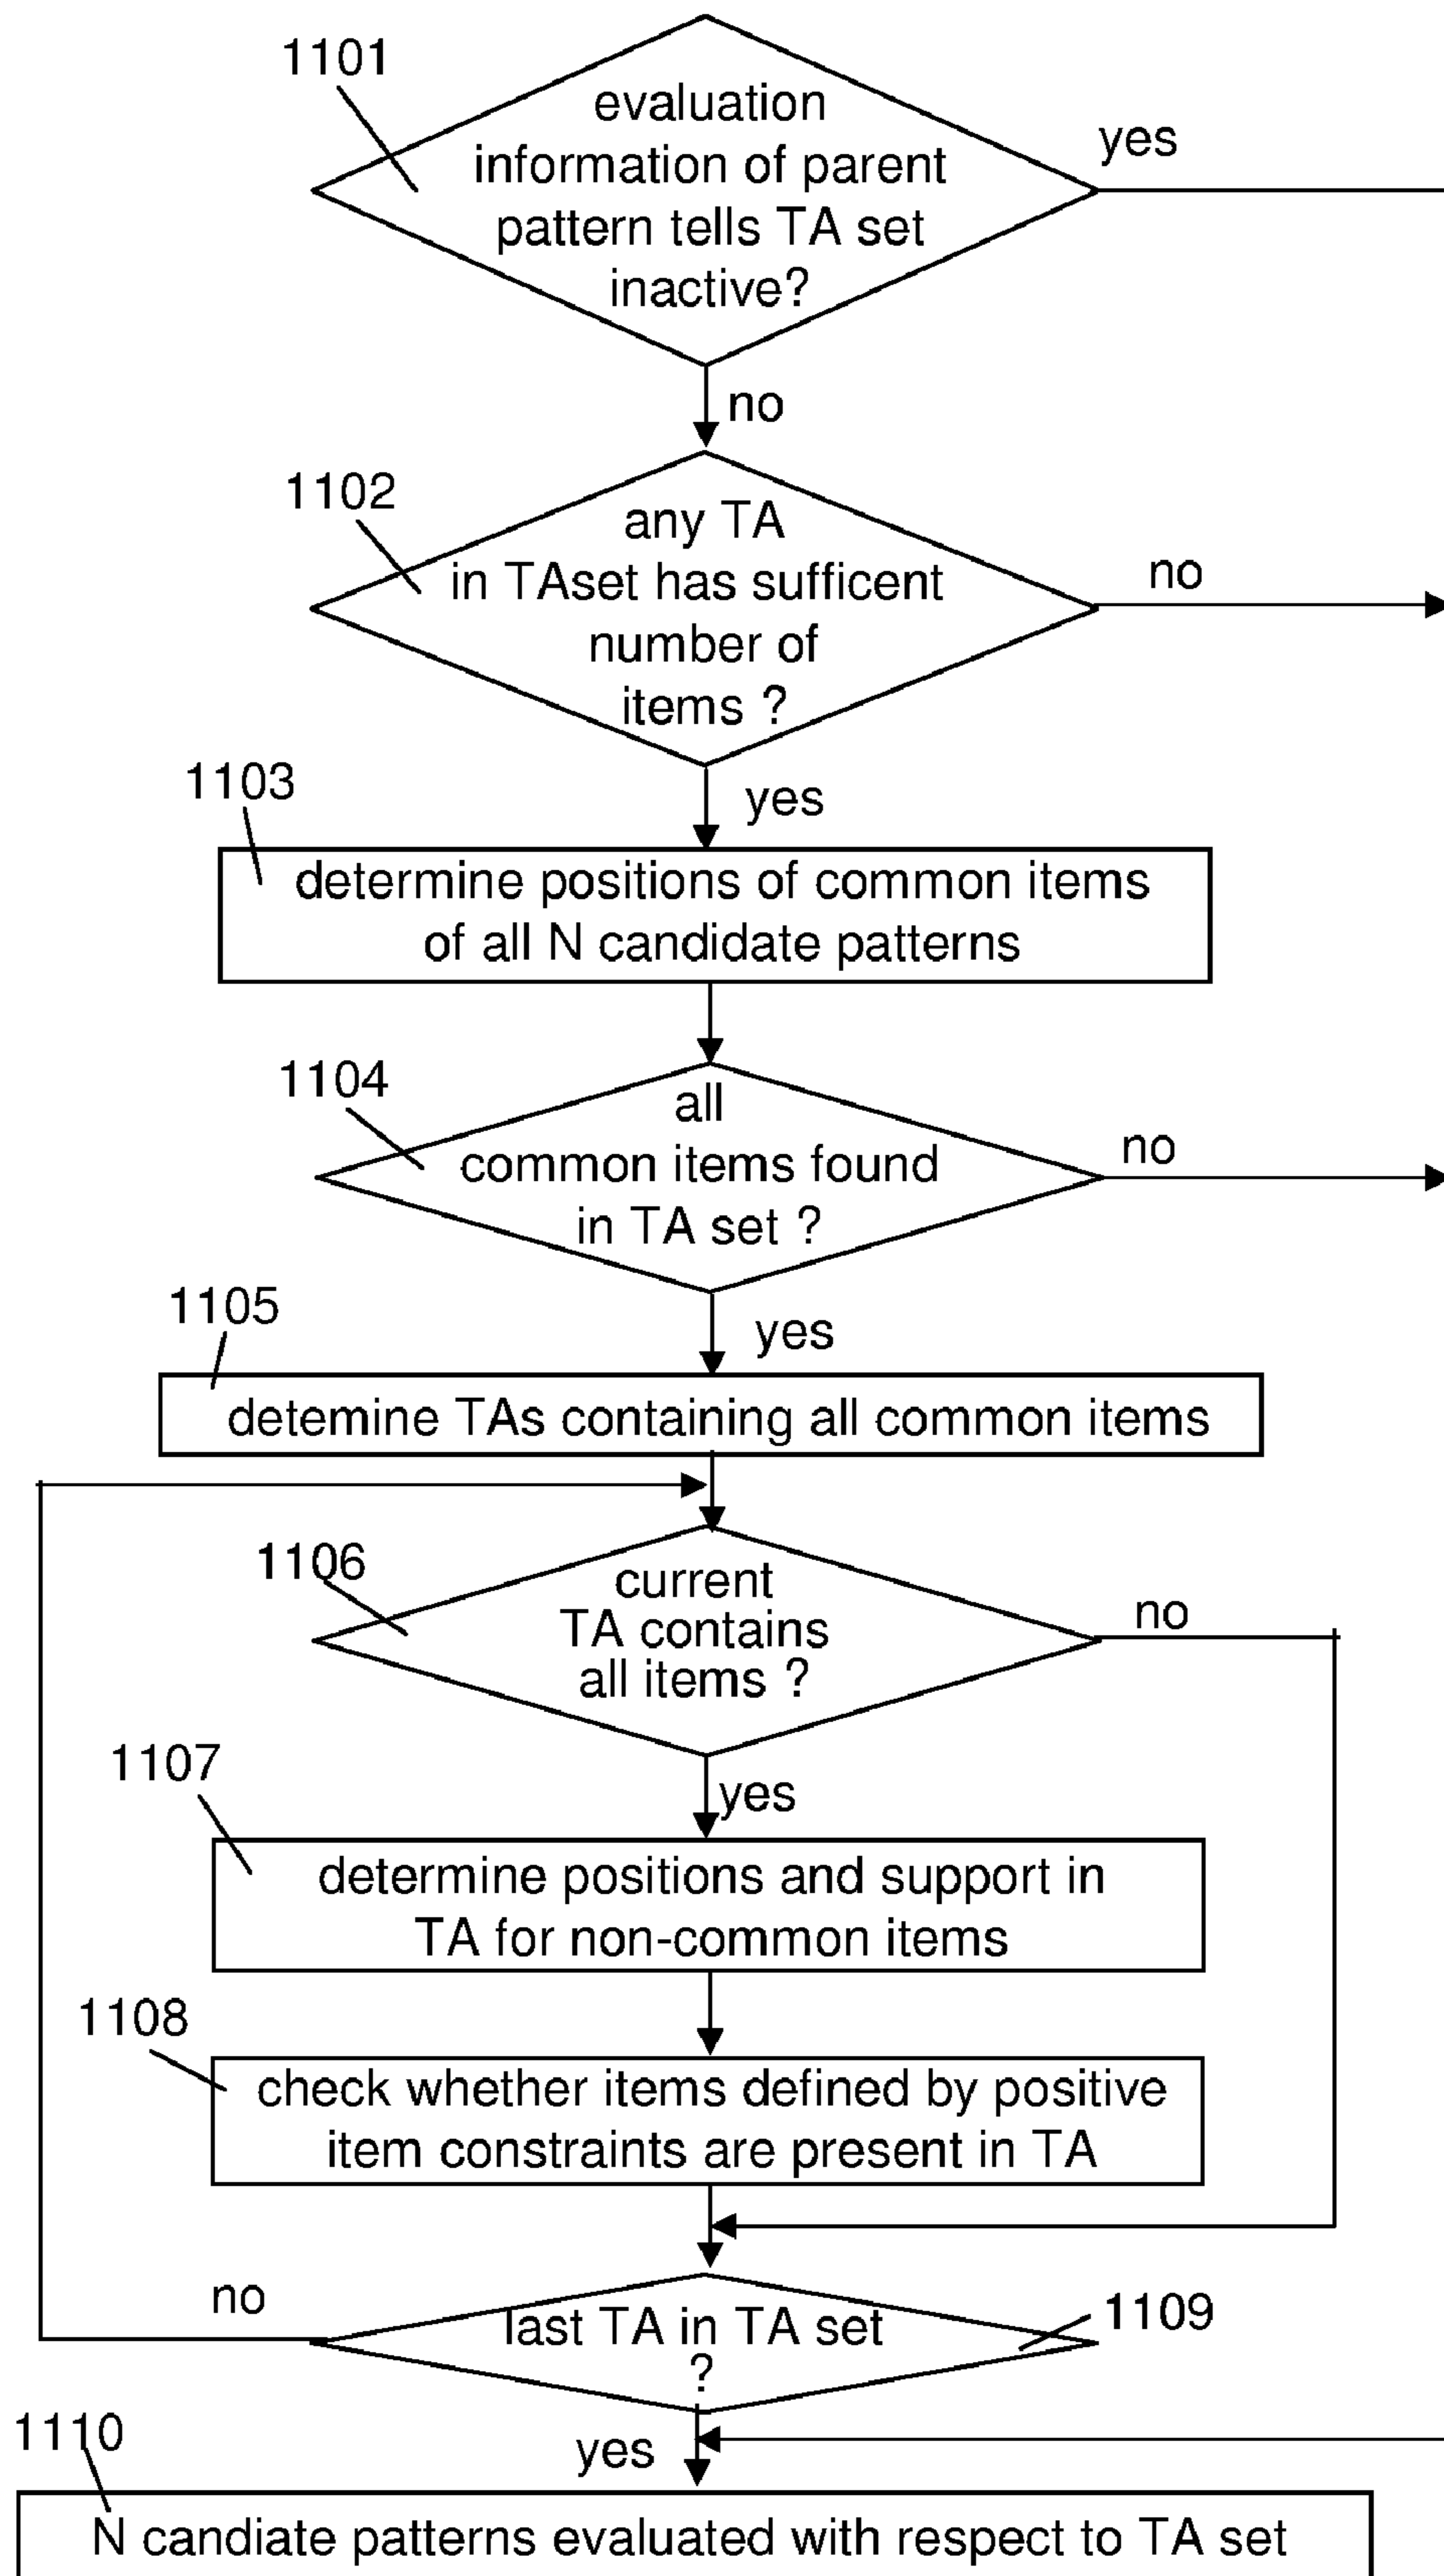 1101
evaluation
information of parent
pattern tells TA set
inactive?
yes
no
1102
any TA
in TAset has sufficent
number of
items ?
no
yes
1103
determine positions of common items
of all N candidate patterns
1104
all
common items found
in TA set ?
no
yes
1105
detemine TAs containing all common items
1106
current
TA contains
all items ?
no
yes
1107
determine positions and support in
TA for non-common items
1108
check whether items defined by positive
item constraints are present in TA
no
last TA in TA set
?
1109
yes
1110
N candiate patterns evaluated with respect to TA set